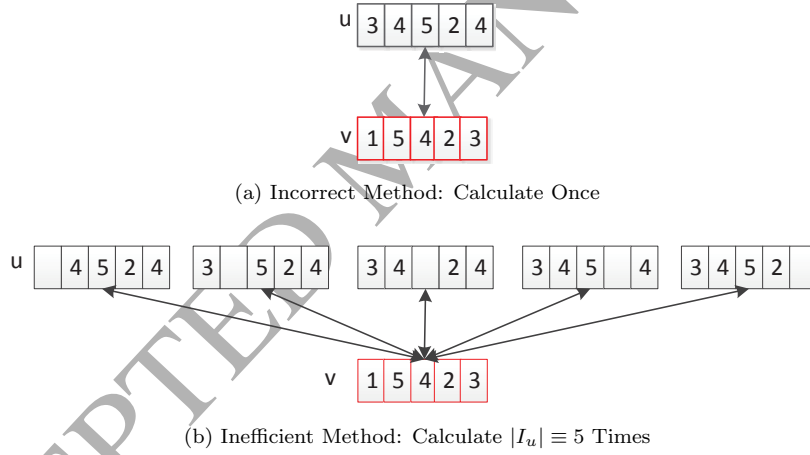 u 3 4 5 2 4
v 1 5 4 2 3
(a) Incorrect Method: Calculate Once
u 4 5 2 4 3 5 2 4 3 4 2 4 3 4 5 4 3 4 5 2
v 1 5 4 2 3
(b) Inefficient Method: Calculate |I_u| ≡ 5 Times
PTED MAN